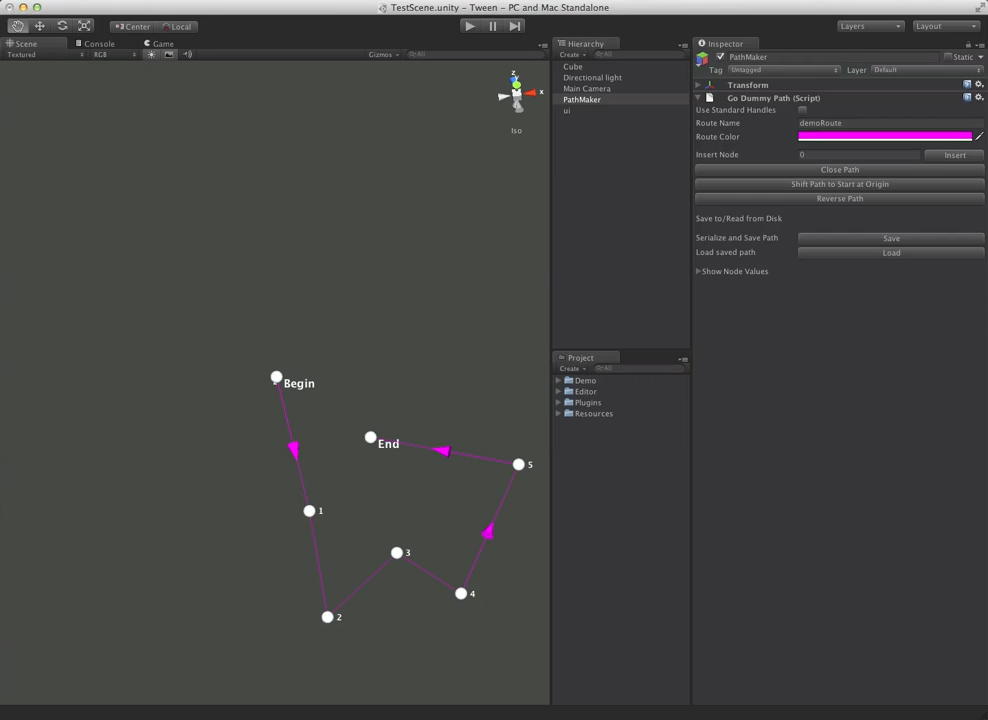 TestScene.unity - Tween - PC and Mac Standalone
Center
Local
Layers
Layout
Scene
Console
Game
Textured
RGB
Gizmos
All
z
y
x
Iso
Begin
End
1
2
3
4
5
Hierarchy
Create
All
Cube
Directional light
Main Camera
PathMaker
ui
Project
Create
All
Demo
Editor
Plugins
Resources
Inspector
PathMaker
Static
Tag Untagged
Layer Default
Transform
Go Dummy Path (Script)
Use Standard Handles
Route Name demoRoute
Route Color
Insert Node 0 Insert
Close Path
Shift Path to Start at Origin
Reverse Path
Save to/Read from Disk
Serialize and Save Path Save
Load saved path Load
Show Node Values